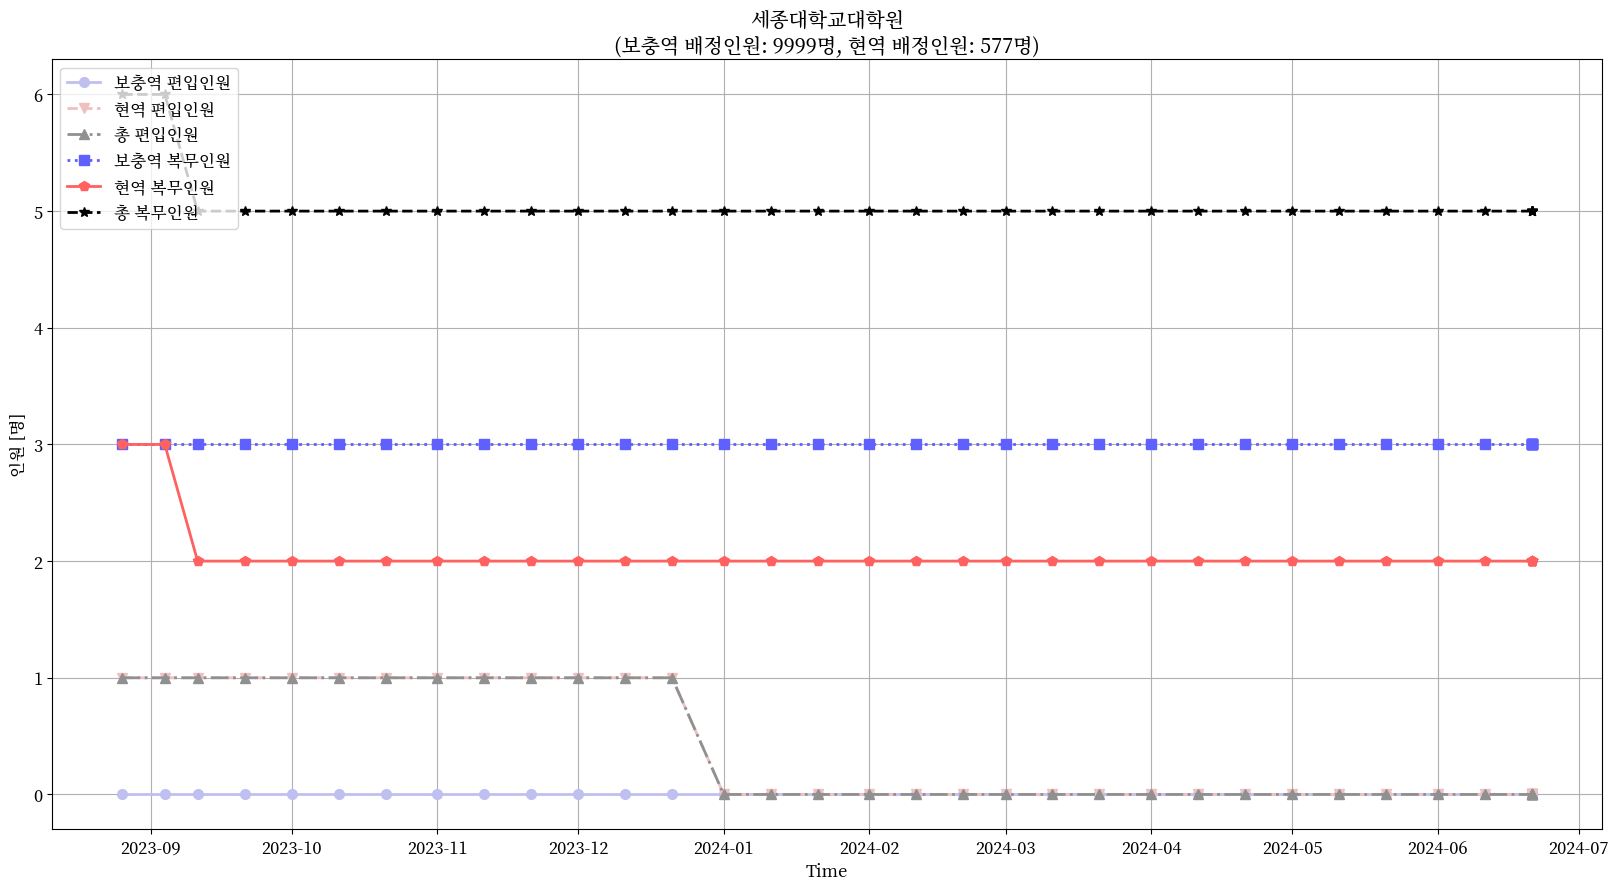 세종대학교대학원
(보충역 배정인원: 9999명, 현역 배정인원: 577명)
보충역 편입인원
현역 편입인원
총 편입인원
보충역 복무인원
현역 복무인원
총 복무인원
6
5
4
3
2
1
0
인원 [명]
2023-09
2023-10
2023-11
2023-12
2024-01
2024-02
2024-03
2024-04
2024-05
2024-06
2024-07
Time